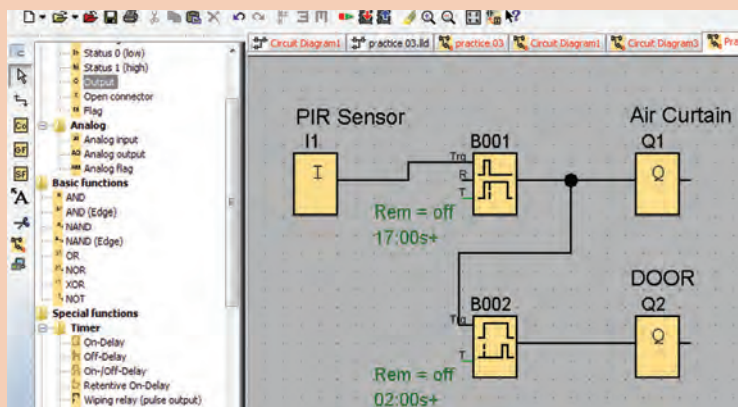 Circuit Diagram1
practice 03.lld
practice 03
Circuit Diagram1
Circuit Diagram3
Pra
Status 0 (low)
Status 1 (high)
Output
Open connector
Flag
Analog
Analog input
Analog output
Analog flag
Basic functions
AND
AND (Edge)
NAND
NAND (Edge)
OR
NOR
XOR
NOT
Special functions
Timer
On-Delay
Off-Delay
On-/Off-Delay
Retentive On-Delay
Wiping relay (pulse output)
Co
GF
SF
A
PIR Sensor
I1
I
B001
Trg
R
T
Rem = off
17:00s+
Air Curtain
Q1
Q
B002
Trg
T
Rem = off
02:00s+
DOOR
Q2
Q